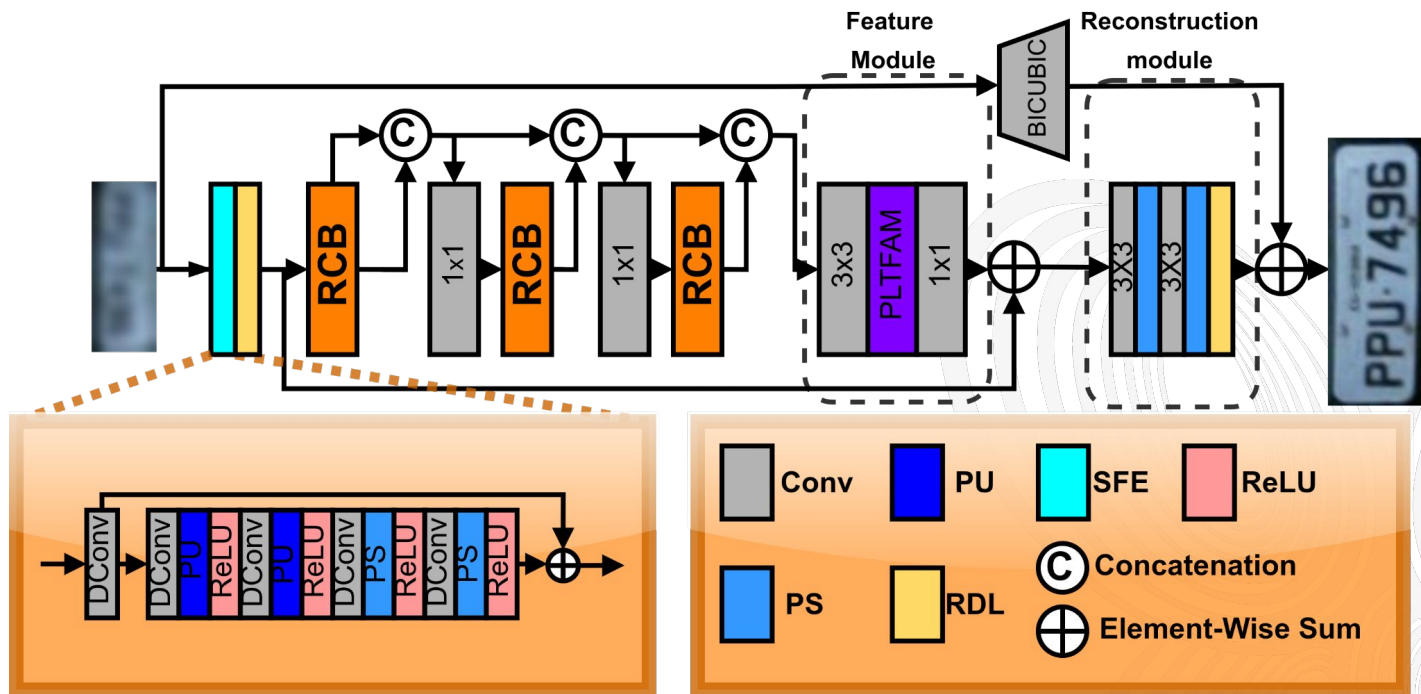 Feature
Module
Reconstruction
module
BICUBIC
C
C
C
RCB
1x1
RCB
1x1
RCB
3x3
PLTFAM
1x1
3X3
3X3
PPU·7496
DConv
DConv
PU
ReLU
DConv
PU
ReLU
DConv
PS
ReLU
DConv
PS
ReLU
Conv
PU
SFE
ReLU
PS
RDL
C
Concatenation
Element-Wise Sum